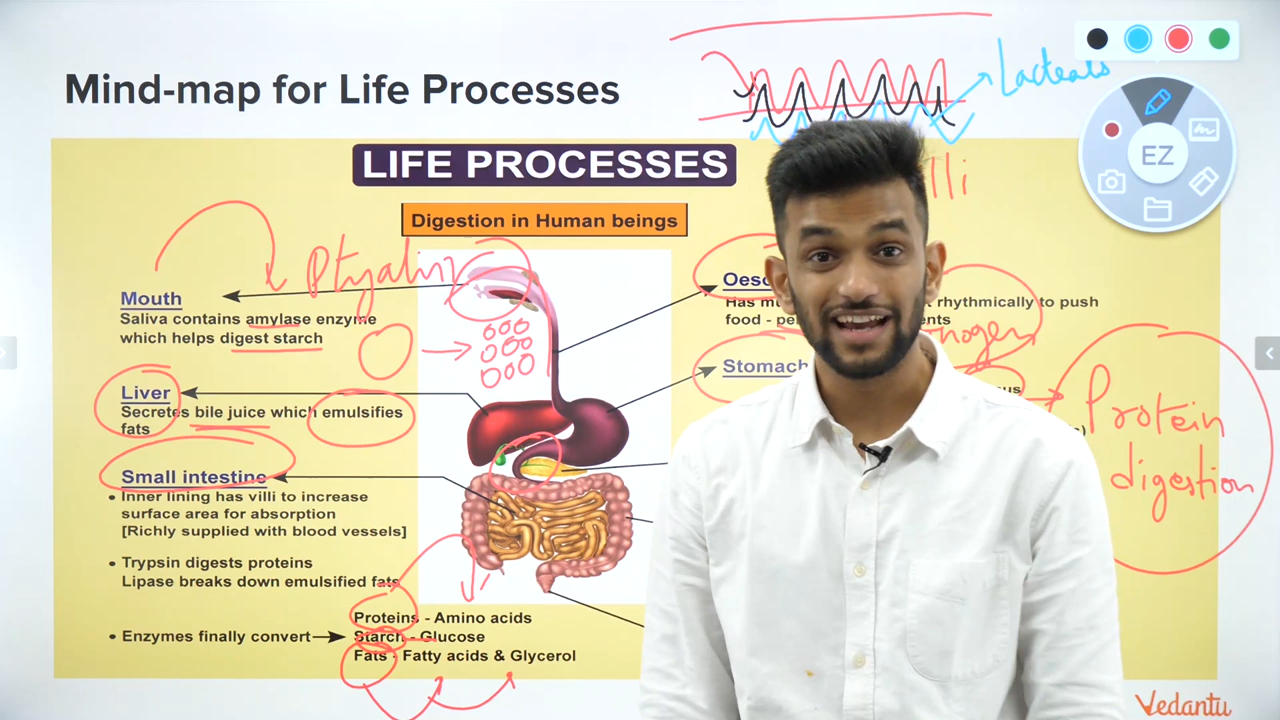 Mind-map for Life Processes
Lacteals
EZ
LIFE PROCESSES
lli
Digestion in Human beings
Ptyalin
Mouth
Saliva contains amylase enzyme
which helps digest starch
Liver
Secretes bile juice which emulsifies
fats
Small intestine
• Inner lining has villi to increase
surface area for absorption
[Richly supplied with blood vessels]
• Trypsin digests proteins
Lipase breaks down emulsified fats
• Enzymes finally convert
Proteins - Amino acids
Starch - Glucose
Fats - Fatty acids & Glycerol
Has rhythmically to push
food -
Stomach
Protein
digestion
Vedantu